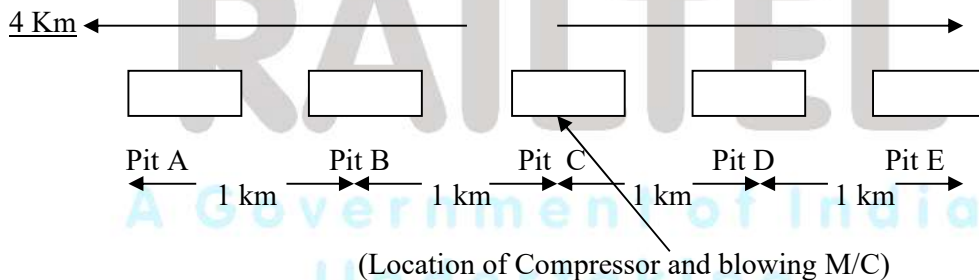 4 Km
RAILTEL
Pit A Pit B Pit C Pit D Pit E
1 km 1 km 1 km 1 km
A Government of India
(Location of Compressor and blowing M/C)